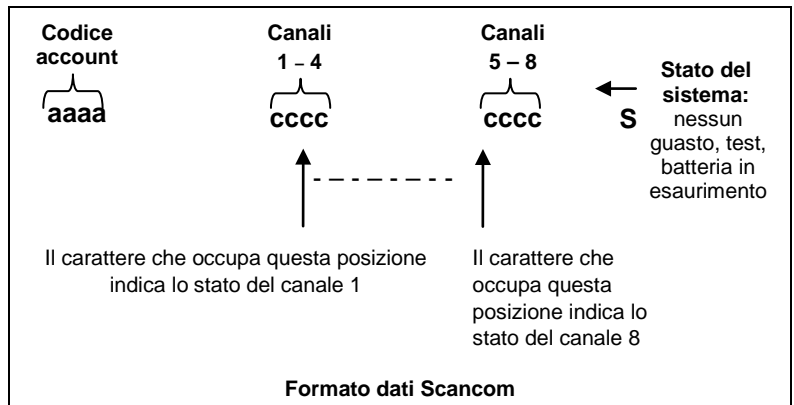 Codice
account
aaaa
Canali
1 – 4
cccc
Canali
5 – 8
cccc
S
Stato del
sistema:
nessun
guasto, test,
batteria in
esaurimento
Il carattere che occupa questa posizione
indica lo stato del canale 1
Il carattere che
occupa questa
posizione indica lo
stato del canale 8
Formato dati Scancom